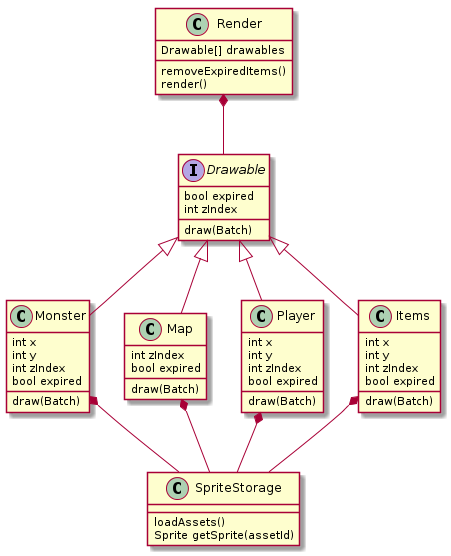 C Render
Drawable[] drawables
removeExpiredItems()
render()
I Drawable
bool expired
int zIndex
draw(Batch)
C Monster
int x
int y
int zIndex
bool expired
draw(Batch)
C Map
int zIndex
bool expired
draw(Batch)
C Player
int x
int y
int zIndex
bool expired
draw(Batch)
C Items
int x
int y
int zIndex
bool expired
draw(Batch)
C SpriteStorage
loadAssets()
Sprite getSprite(assetId)